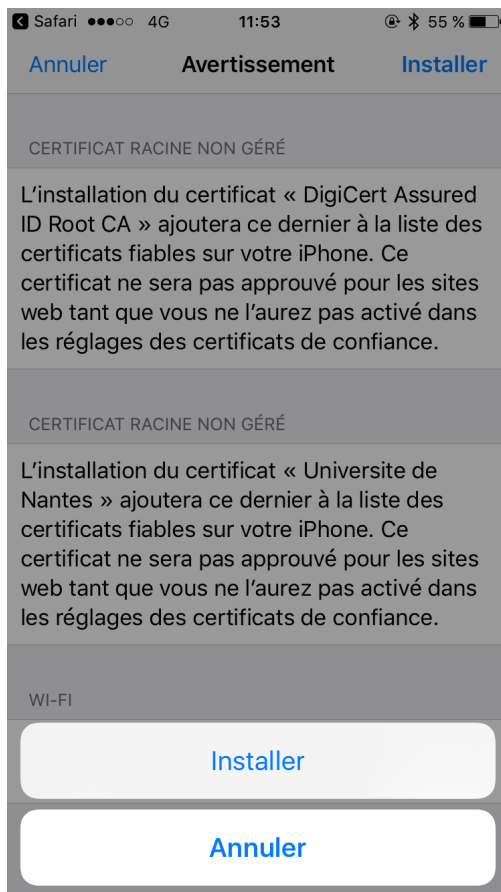 Safari 4G 11:53 55 %
Annuler Avertissement Installer
CERTIFICAT RACINE NON GÉRÉ
L’installation du certificat « DigiCert Assured
ID Root CA » ajoutera ce dernier à la liste des
certificats fiables sur votre iPhone. Ce
certificat ne sera pas approuvé pour les sites
web tant que vous ne l’aurez pas activé dans
les réglages des certificats de confiance.
CERTIFICAT RACINE NON GÉRÉ
L’installation du certificat « Universite de
Nantes » ajoutera ce dernier à la liste des
certificats fiables sur votre iPhone. Ce
certificat ne sera pas approuvé pour les sites
web tant que vous ne l’aurez pas activé dans
les réglages des certificats de confiance.
WI-FI
Installer
Annuler